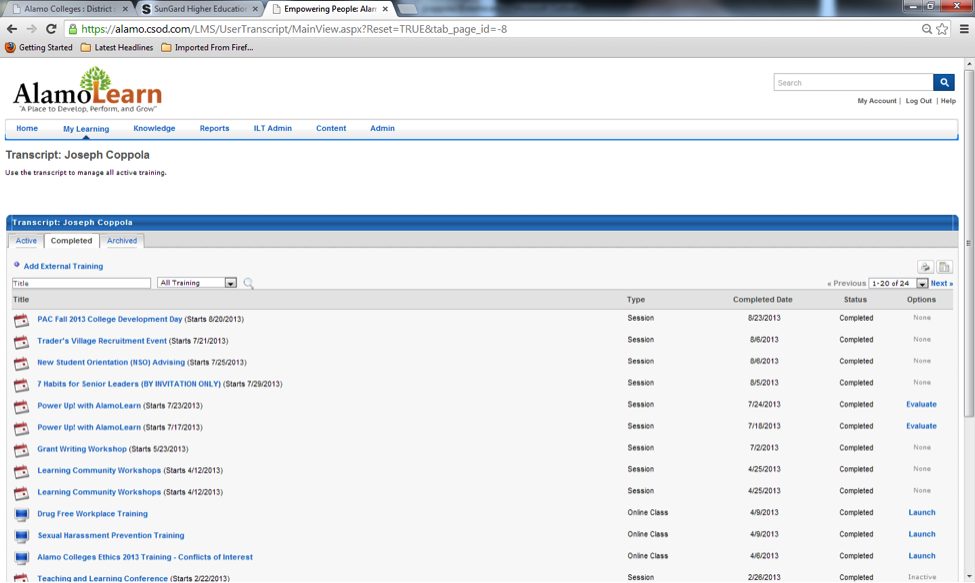 Alamo Colleges : District
SunGard Higher Education
Empowering People: Alam
https://alamo.csod.com/LMS/UserTranscript/MainView.aspx?Reset=TRUE&tab_page_id=-8
Getting Started Latest Headlines Imported From Firef...
AlamoLearn
"A Place to Develop, Perform, and Grow"
Search
My Account | Log Out | Help
Home My Learning Knowledge Reports ILT Admin Content Admin
Transcript: Joseph Coppola
Use the transcript to manage all active training.
Transcript: Joseph Coppola
Active Completed Archived
Add External Training
Title All Training « Previous 1-20 of 24 Next »
Title Type Completed Date Status Options
PAC Fall 2013 College Development Day (Starts 8/20/2013) Session 8/23/2013 Completed None
Trader's Village Recruitment Event (Starts 7/21/2013) Session 8/6/2013 Completed None
New Student Orientation (NSO) Advising (Starts 7/25/2013) Session 8/6/2013 Completed None
7 Habits for Senior Leaders (BY INVITATION ONLY) (Starts 7/29/2013) Session 8/5/2013 Completed None
Power Up! with AlamoLearn (Starts 7/23/2013) Session 7/24/2013 Completed Evaluate
Power Up! with AlamoLearn (Starts 7/17/2013) Session 7/18/2013 Completed Evaluate
Grant Writing Workshop (Starts 5/23/2013) Session 7/2/2013 Completed None
Learning Community Workshops (Starts 4/12/2013) Session 4/25/2013 Completed None
Learning Community Workshops (Starts 4/12/2013) Session 4/25/2013 Completed None
Drug Free Workplace Training Online Class 4/9/2013 Completed Launch
Sexual Harassment Prevention Training Online Class 4/9/2013 Completed Launch
Alamo Colleges Ethics 2013 Training - Conflicts of Interest Online Class 4/6/2013 Completed Launch
Teaching and Learning Conference (Starts 2/22/2013) Session 2/26/2013 Completed Inactive